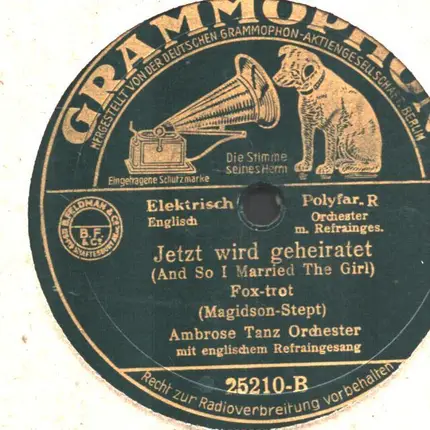 GRAMMOPHON
HERGESTELLT VON DER DEUTSCHEN GRAMMOPHON-AKTIENGESELLSCHAFT, BERLIN
Die Stimme
seines Herrn
Eingetragene Schutzmarke
Elektrisch
Englisch
Polyfar. R
Orchester
m. Refrainges.
B. FELDMAN & Co
B.F.
& Co
Jetzt wird geheiratet
(And So I Married The Girl)
Fox-trot
(Magidson-Stept)
Ambrose Tanz Orchester
mit englischem Refraingesang
25210-B
Recht zur Radioverbreitung vorbehalten